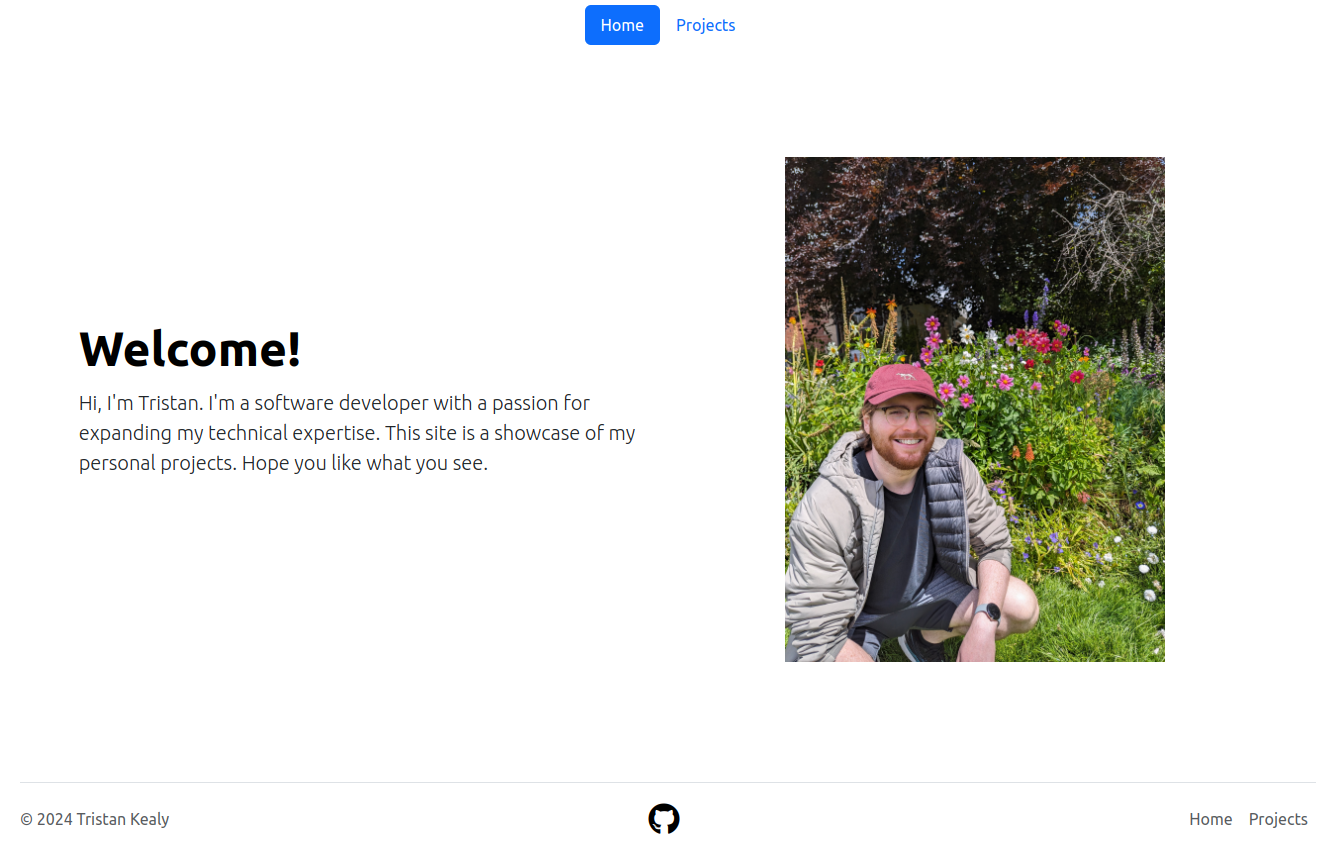 Home Projects
Welcome!
Hi, I'm Tristan. I'm a software developer with a passion for
expanding my technical expertise. This site is a showcase of my
personal projects. Hope you like what you see.
© 2024 Tristan Kealy
Home Projects